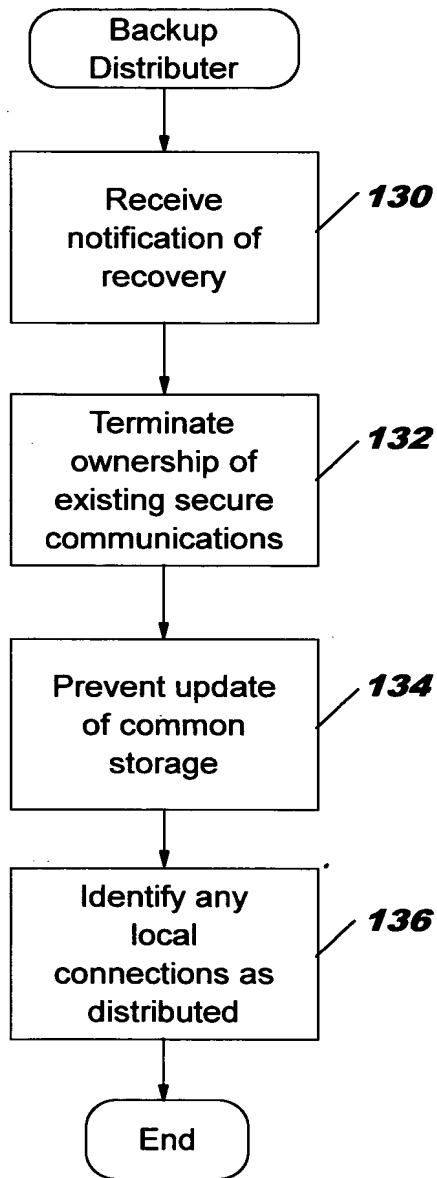 Backup
Distributer
Receive
notification of
recovery
130
Terminate
ownership of
existing secure
communications
132
Prevent update
of common
storage
134
Identify any
local
connections as
distributed
136
End